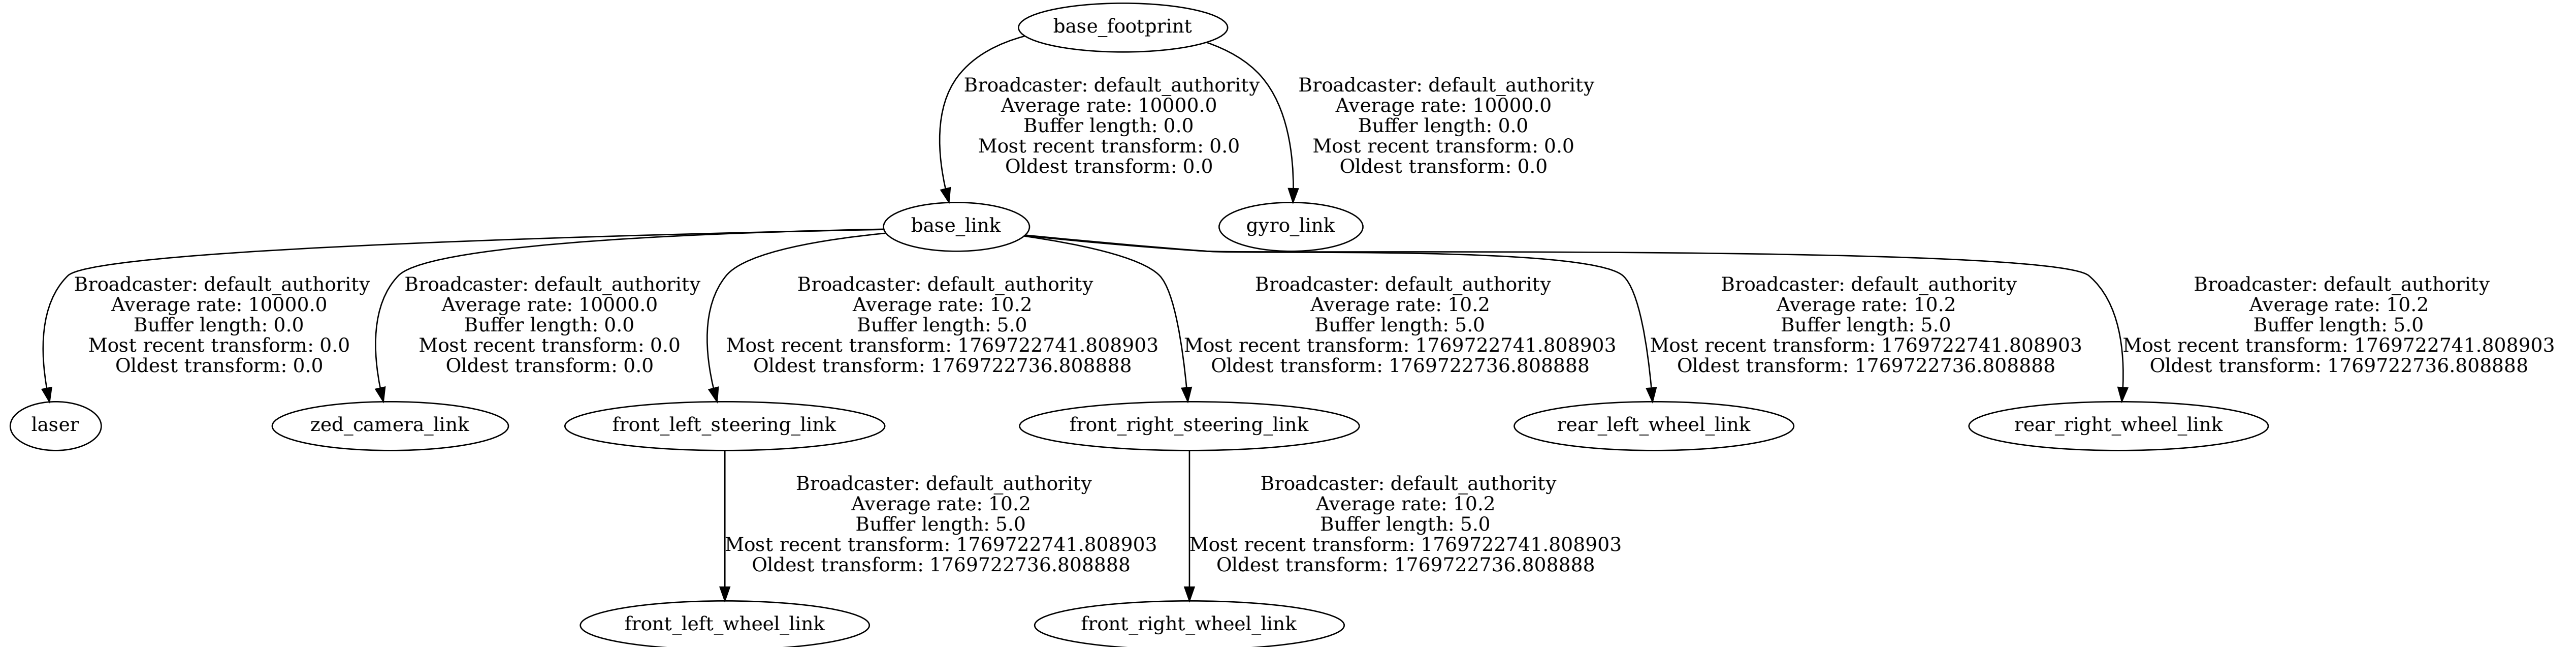 base_footprint
Broadcaster: default_authority
Average rate: 10000.0
Buffer length: 0.0
Most recent transform: 0.0
Oldest transform: 0.0
Broadcaster: default_authority
Average rate: 10000.0
Buffer length: 0.0
Most recent transform: 0.0
Oldest transform: 0.0
base_link
gyro_link
Broadcaster: default_authority
Average rate: 10000.0
Buffer length: 0.0
Most recent transform: 0.0
Oldest transform: 0.0
Broadcaster: default_authority
Average rate: 10000.0
Buffer length: 0.0
Most recent transform: 0.0
Oldest transform: 0.0
Broadcaster: default_authority
Average rate: 10.2
Buffer length: 5.0
Most recent transform: 1769722741.808903
Oldest transform: 1769722736.808888
Broadcaster: default_authority
Average rate: 10.2
Buffer length: 5.0
Most recent transform: 1769722741.808903
Oldest transform: 1769722736.808888
Broadcaster: default_authority
Average rate: 10.2
Buffer length: 5.0
Most recent transform: 1769722741.808903
Oldest transform: 1769722736.808888
Broadcaster: default_authority
Average rate: 10.2
Buffer length: 5.0
Most recent transform: 1769722741.808903
Oldest transform: 1769722736.808888
laser
zed_camera_link
front_left_steering_link
front_right_steering_link
rear_left_wheel_link
rear_right_wheel_link
Broadcaster: default_authority
Average rate: 10.2
Buffer length: 5.0
Most recent transform: 1769722741.808903
Oldest transform: 1769722736.808888
Broadcaster: default_authority
Average rate: 10.2
Buffer length: 5.0
Most recent transform: 1769722741.808903
Oldest transform: 1769722736.808888
front_left_wheel_link
front_right_wheel_link